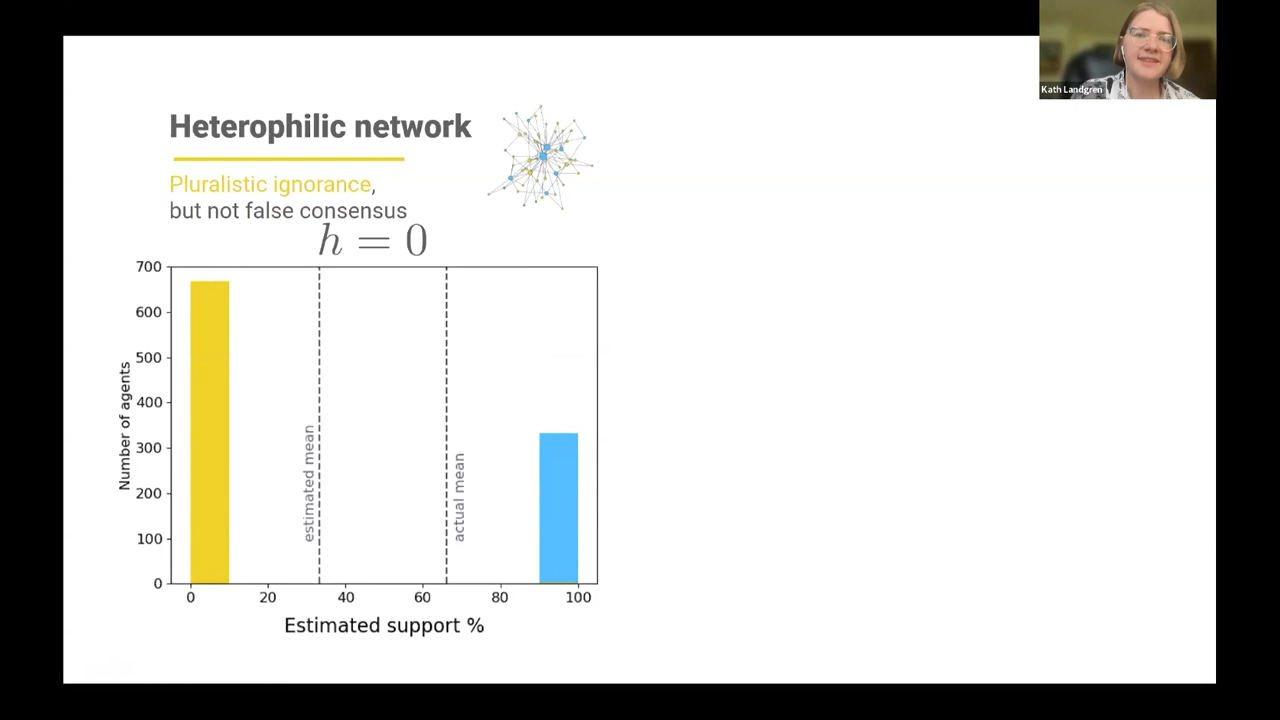 Kath Landgren
Heterophilic network
Pluralistic ignorance,
but not false consensus
h = 0
700
600
500
400
300
200
100
0
Number of agents
estimated mean
actual mean
0 20 40 60 80 100
Estimated support %